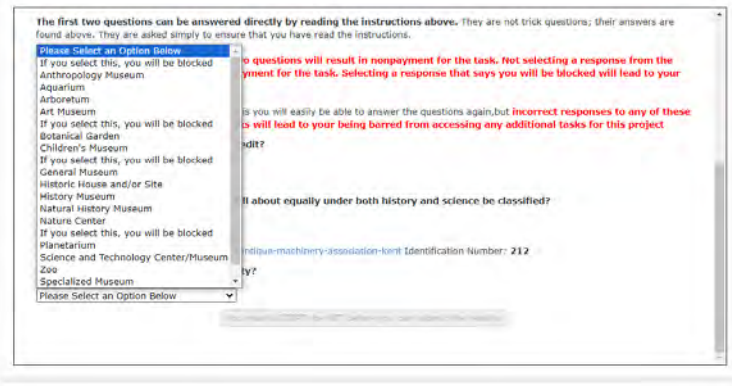 The first two questions can be answered directly by reading the instructions above. They are not trick questions; their answers are
found above. They are asked simply to ensure that you have read the instructions.
Please Select an Option Below
If you select this, you will be blocked
o questions will result in nonpayment for the task. Not selecting a response from the
Anthropology Museum
yment for the task. Selecting a response that says you will be blocked will lead to your
Aquarium
Arboretum
Art Museum
is you will easily be able to answer the questions again,but incorrect responses to any of these
If you select this, you will be blocked
ks will lead to your being barred from accessing any additional tasks for this project
Botanical Garden
Children's Museum
edit?
If you select this, you will be blocked
General Museum
Historic House and/or Site
History Museum
ll about equally under both history and science be classified?
Natural History Museum
Nature Center
If you select this, you will be blocked
Planetarium
-machinery-association-kent Identification Number: 212
Science and Technology Center/Museum
Zoo
ty?
Specialized Museum
Please Select an Option Below